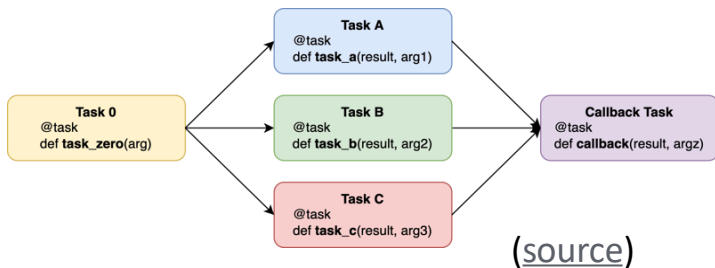 Task 0
@task
def task_zero(arg)
Task A
@task
def task_a(result, arg1)
Task B
@task
def task_b(result, arg2)
Task C
@task
def task_c(result, arg3)
Callback Task
@task
def callback(result, argz)
(source)